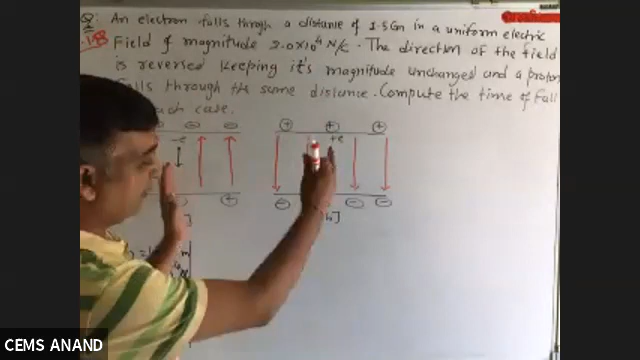 Q: An electron falls through a distance of 1.5cm in a uniform electric
1.8 Field of magnitude 2.0×10⁴ N/C. The direction of the field
is reversed keeping it's magnitude unchanged and a proton
falls through the same distance. Compute the time of Fall
each case.
⊖ ⊖ ⊕ ⊕ ⊕
-e +e
⊕ ⊖ ⊖ ⊖
b]
CEMS ANAND